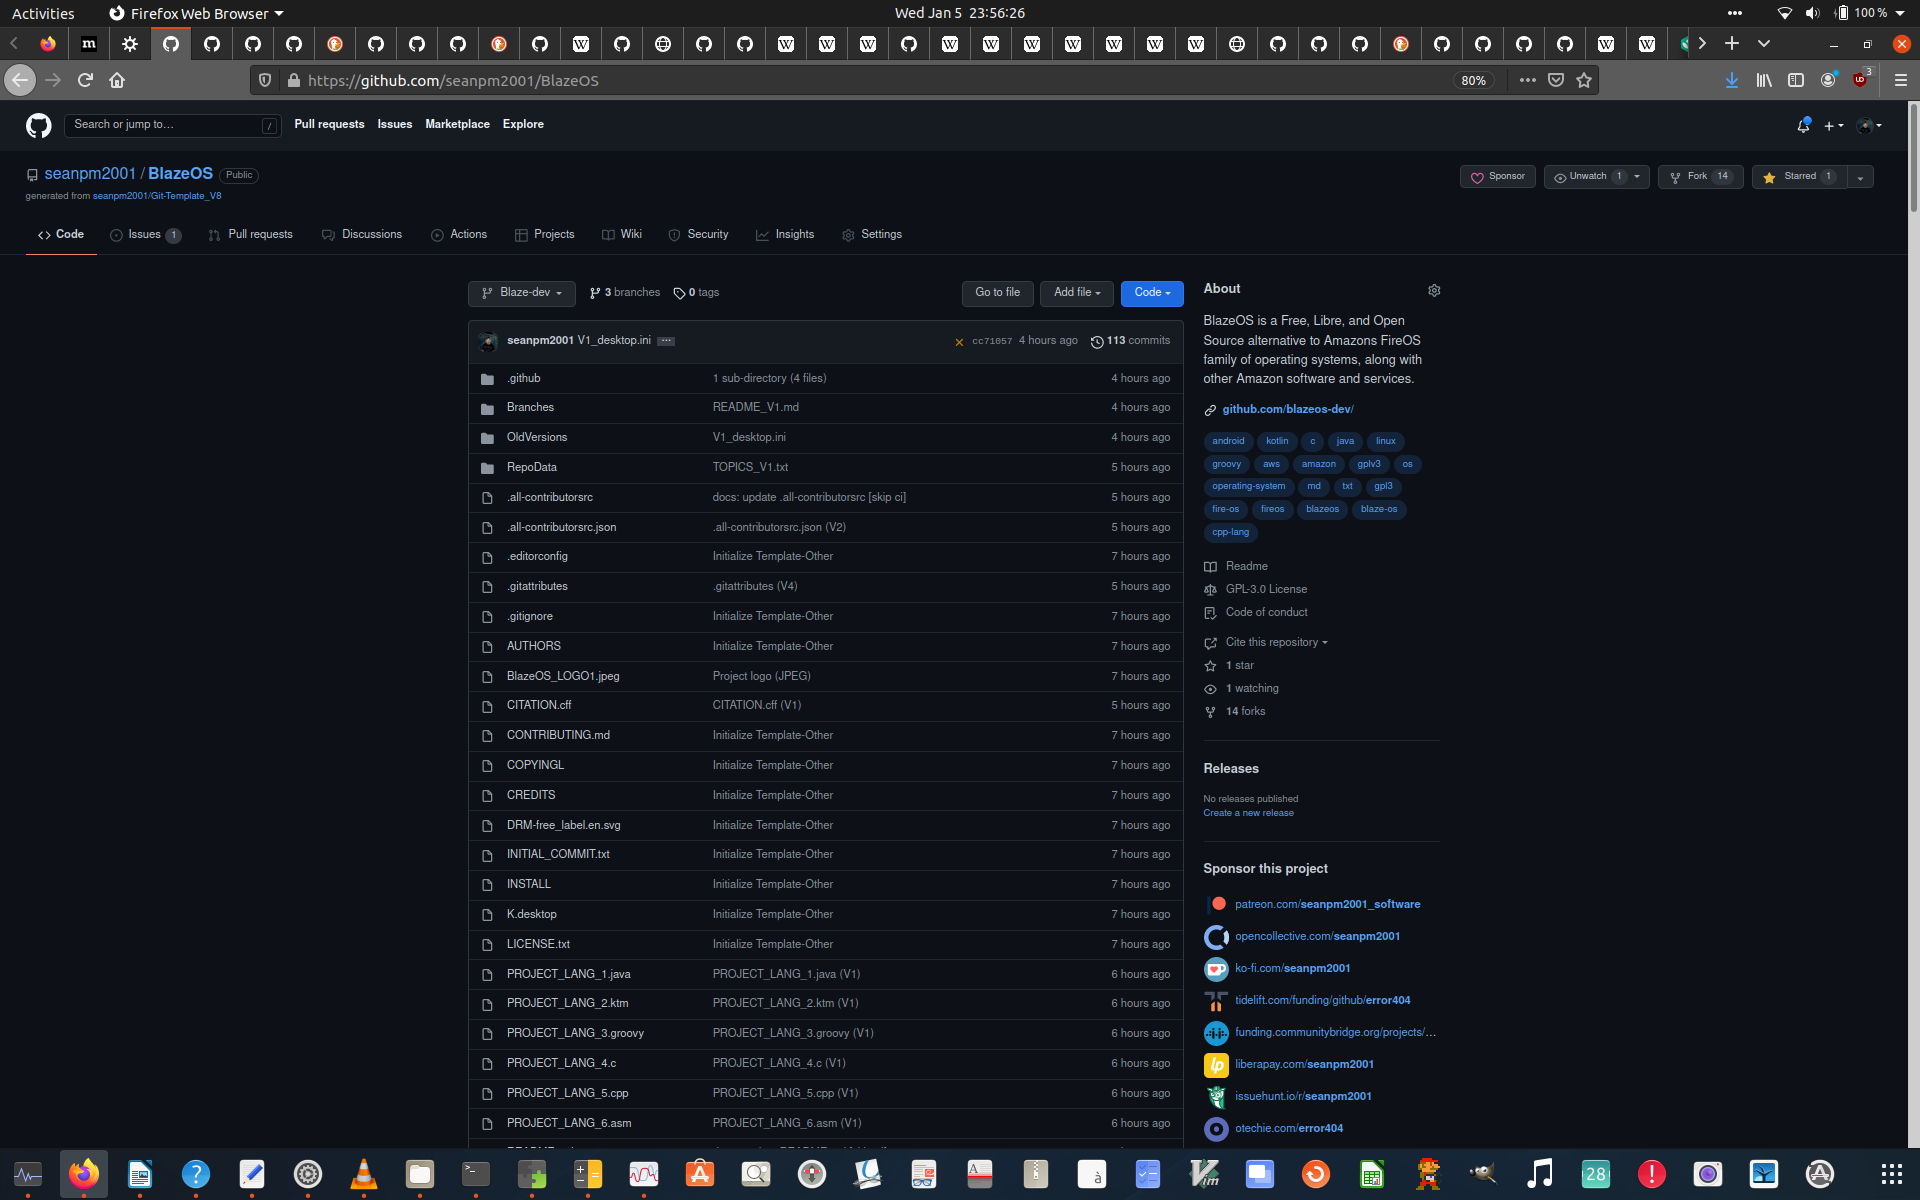 Activities
Firefox Web Browser
Wed Jan 5 23:56:26
100 %
https://github.com/seanpm2001/BlazeOS
80%
3
Search or jump to…
/
Pull requests
Issues
Marketplace
Explore
seanpm2001 / BlazeOS
Public
generated from seanpm2001/Git-Template_V8
Sponsor
Unwatch 1
Fork 14
Starred 1
Code
Issues 1
Pull requests
Discussions
Actions
Projects
Wiki
Security
Insights
Settings
Blaze-dev
3 branches
0 tags
Go to file
Add file
Code
seanpm2001 V1_desktop.ini
cc71057 4 hours ago
113 commits
.github 1 sub-directory (4 files) 4 hours ago
Branches README_V1.md 4 hours ago
OldVersions V1_desktop.ini 4 hours ago
RepoData TOPICS_V1.txt 5 hours ago
.all-contributorsrc docs: update .all-contributorsrc [skip ci] 5 hours ago
.all-contributorsrc.json .all-contributorsrc.json (V2) 5 hours ago
.editorconfig Initialize Template-Other 7 hours ago
.gitattributes .gitattributes (V4) 5 hours ago
.gitignore Initialize Template-Other 7 hours ago
AUTHORS Initialize Template-Other 7 hours ago
BlazeOS_LOGO1.jpeg Project logo (JPEG) 7 hours ago
CITATION.cff CITATION.cff (V1) 5 hours ago
CONTRIBUTING.md Initialize Template-Other 7 hours ago
COPYINGL Initialize Template-Other 7 hours ago
CREDITS Initialize Template-Other 7 hours ago
DRM-free_label.en.svg Initialize Template-Other 7 hours ago
INITIAL_COMMIT.txt Initialize Template-Other 7 hours ago
INSTALL Initialize Template-Other 7 hours ago
K.desktop Initialize Template-Other 7 hours ago
LICENSE.txt Initialize Template-Other 7 hours ago
PROJECT_LANG_1.java PROJECT_LANG_1.java (V1) 6 hours ago
PROJECT_LANG_2.ktm PROJECT_LANG_2.ktm (V1) 6 hours ago
PROJECT_LANG_3.groovy PROJECT_LANG_3.groovy (V1) 6 hours ago
PROJECT_LANG_4.c PROJECT_LANG_4.c (V1) 6 hours ago
PROJECT_LANG_5.cpp PROJECT_LANG_5.cpp (V1) 6 hours ago
PROJECT_LANG_6.asm PROJECT_LANG_6.asm (V1) 6 hours ago
About
BlazeOS is a Free, Libre, and Open
Source alternative to Amazons FireOS
family of operating systems, along with
other Amazon software and services.
github.com/blazeos-dev/
android kotlin c java linux
groovy aws amazon gplv3 os
operating-system md txt gpl3
fire-os fireos blazeos blaze-os
cpp-lang
Readme
GPL-3.0 License
Code of conduct
Cite this repository
1 star
1 watching
14 forks
Releases
No releases published
Create a new release
Sponsor this project
patreon.com/seanpm2001_software
opencollective.com/seanpm2001
ko-fi.com/seanpm2001
tidelift.com/funding/github/error404
funding.communitybridge.org/projects/…
liberapay.com/seanpm2001
issuehunt.io/r/seanpm2001
otechie.com/error404
28